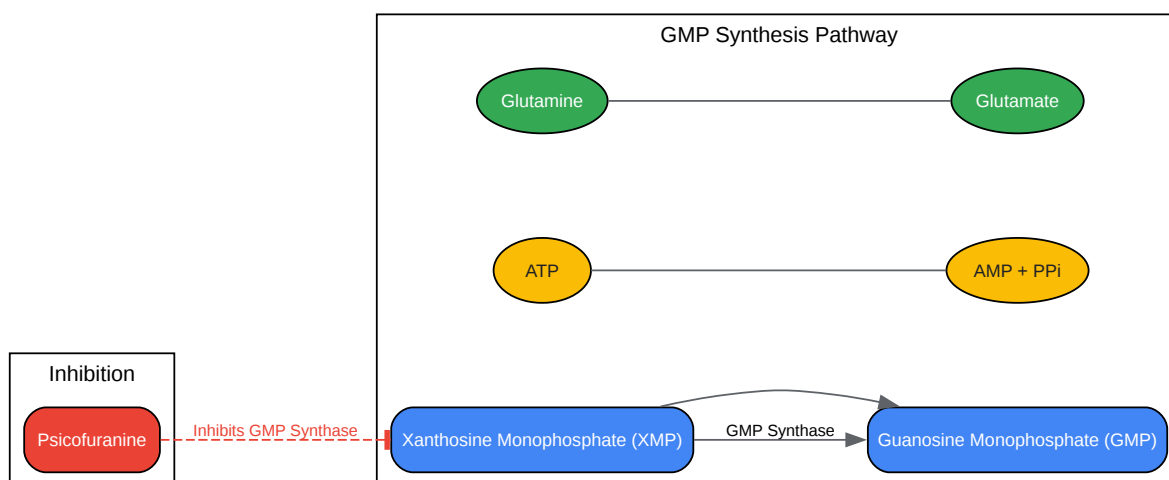 GMP Synthesis Pathway
Glutamine
Glutamate
ATP
AMP + PPi
Inhibition
Psicofuranine
Inhibits GMP Synthase
Xanthosine Monophosphate (XMP)
GMP Synthase
Guanosine Monophosphate (GMP)